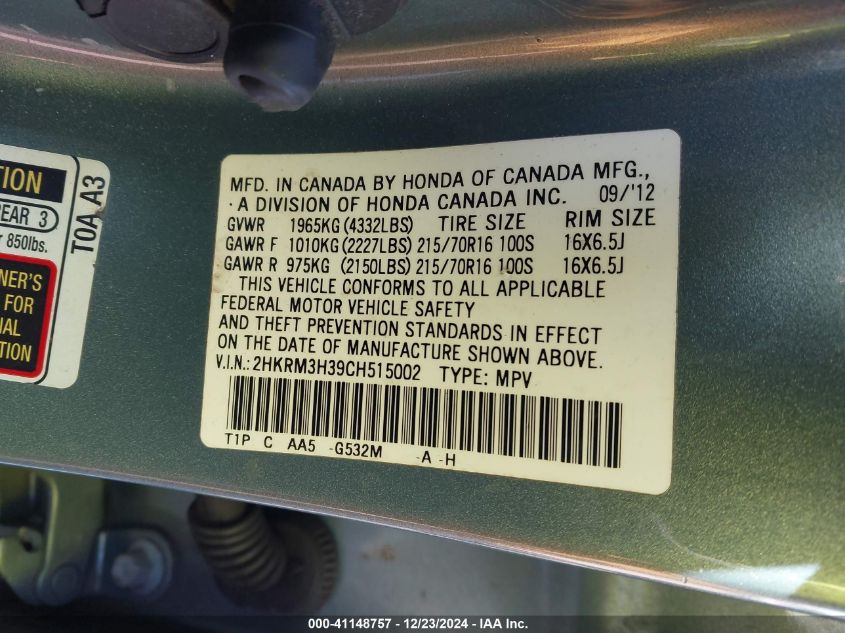 TION
REAR 3
850lbs.
NER'S
FOR
TION
T0A A3
MFD. IN CANADA BY HONDA OF CANADA MFG.,
A DIVISION OF HONDA CANADA INC. 09/'12
GVWR 1965KG (4332LBS) TIRE SIZE RIM SIZE
GAWR F 1010KG (2227LBS) 215/70R16 100S 16X6.5J
GAWR R 975KG (2150LBS) 215/70R16 100S 16X6.5J
THIS VEHICLE CONFORMS TO ALL APPLICABLE
FEDERAL MOTOR VEHICLE SAFETY
AND THEFT PREVENTION STANDARDS IN EFFECT
ON THE DATE OF MANUFACTURE SHOWN ABOVE.
V.I.N.: 2HKRM3H39CH515002 TYPE: MPV
T1P C AA5 -G532M -A -H
000-41148757 - 12/23/2024 - IAA Inc.